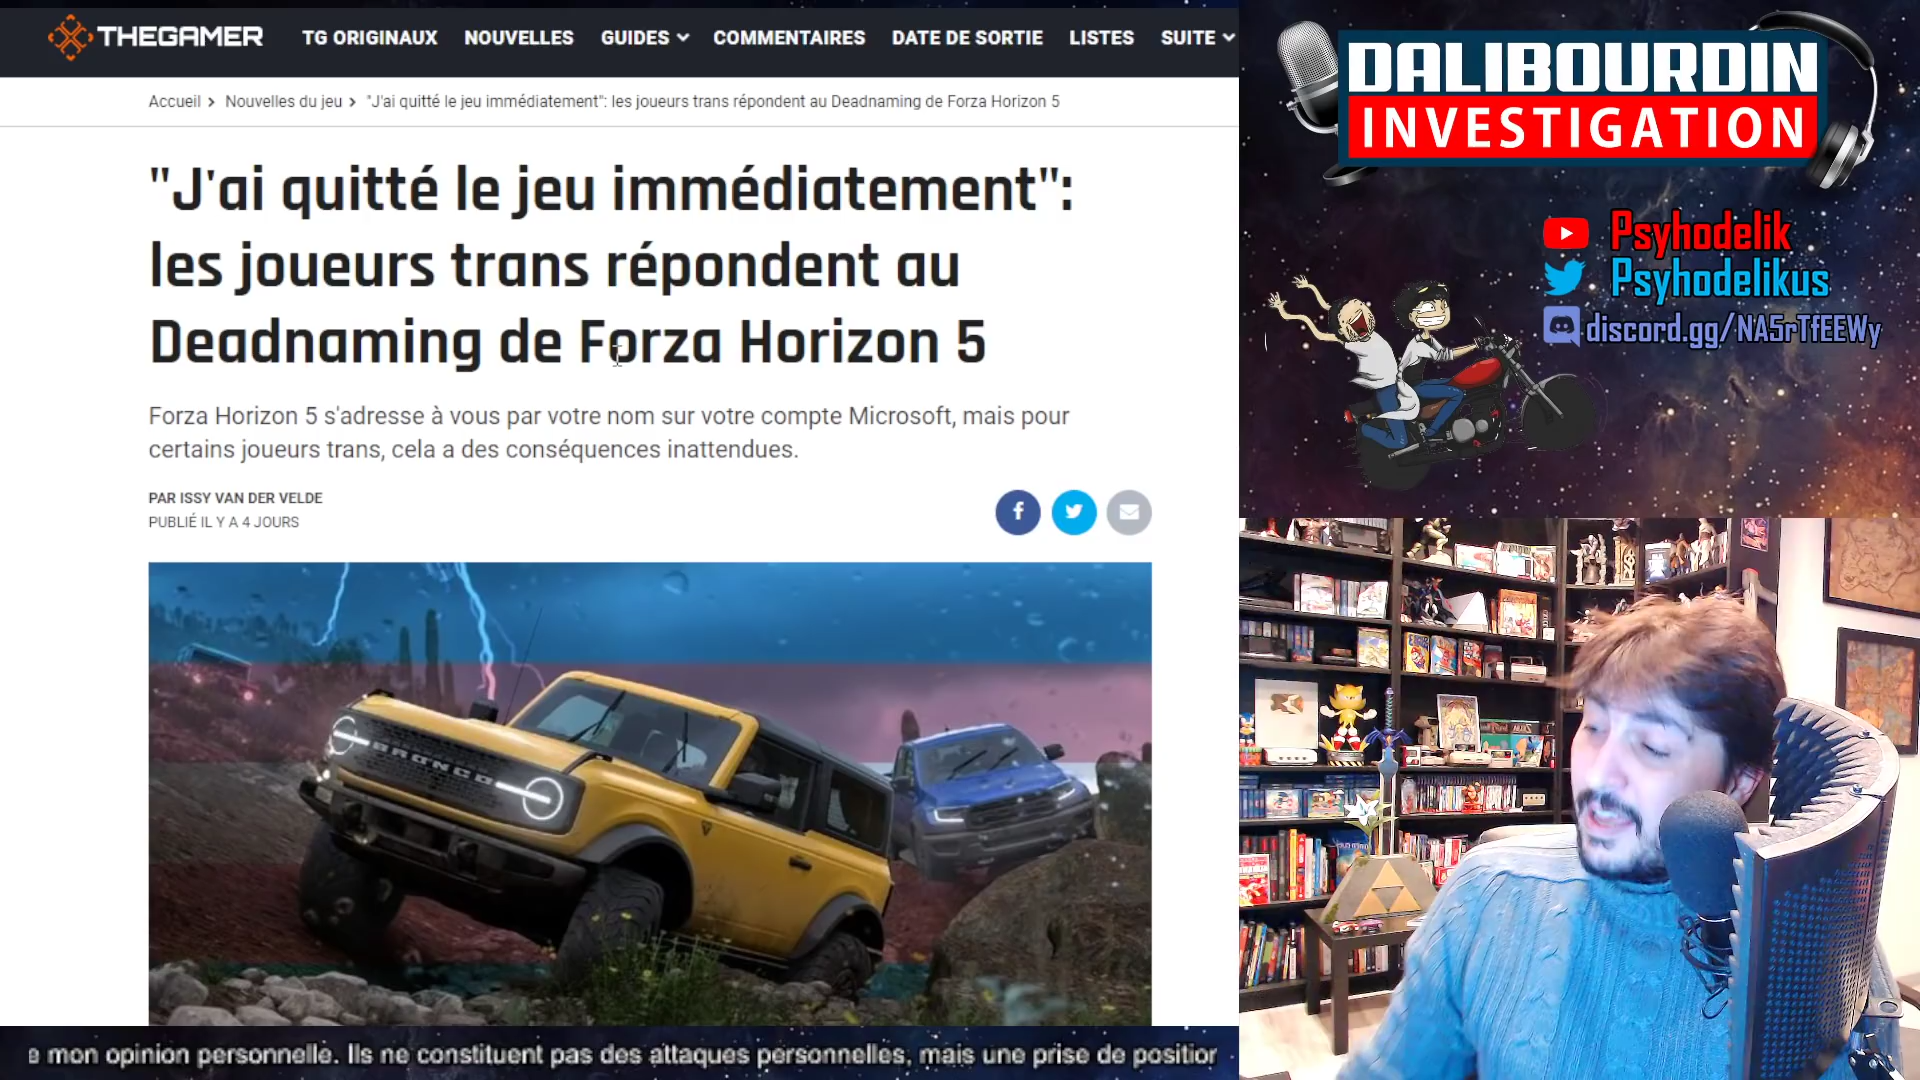 THEGAMER
TG ORIGINAUX NOUVELLES GUIDES COMMENTAIRES DATE DE SORTIE LISTES SUITE
Accueil > Nouvelles du jeu > "J'ai quitté le jeu immédiatement": les joueurs trans répondent au Deadnaming de Forza Horizon 5
"J'ai quitté le jeu immédiatement":
les joueurs trans répondent au
Deadnaming de Forza Horizon 5
Forza Horizon 5 s'adresse à vous par votre nom sur votre compte Microsoft, mais pour
certains joueurs trans, cela a des conséquences inattendues.
PAR ISSY VAN DER VELDE
PUBLIÉ IL Y A 4 JOURS
BRONCO
e mon opinion personnelle. Ils ne constituent pas des attaques personnelles, mais une prise de position
DALIBOURDIN
INVESTIGATION
Psyhodelik
Psyhodelikus
discord.gg/NA5rTfEEWy